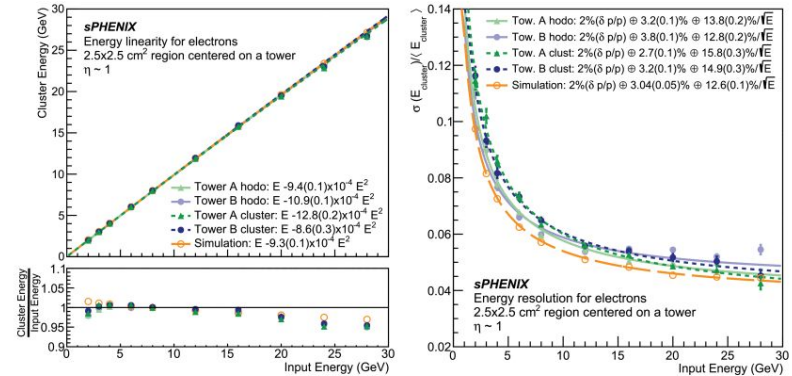 Cluster Energy (GeV)
30
25
20
15
10
5
0
sPHENIX
Energy linearity for electrons
2.5x2.5 cm² region centered on a tower
η ~ 1
Tower A hodo: E -9.4(0.1)x10⁻⁴ E²
Tower B hodo: E -10.9(0.1)x10⁻⁴ E²
Tower A cluster: E -12.8(0.2)x10⁻⁴ E²
Tower B cluster: E -8.6(0.3)x10⁻⁴ E²
Simulation: E -9.3(0.1)x10⁻⁴ E²
Cluster Energy
Input Energy
1.1
1.05
1
0.95
0.9
0 5 10 15 20 25 30
Input Energy (GeV)
σ (E_cluster)/⟨ E_cluster ⟩
0.14
0.12
0.1
0.08
0.06
0.04
0.02
Tow. A hodo: 2%(δ p/p) ⊕ 3.2(0.1)% ⊕ 13.8(0.2)%/√E
Tow. B hodo: 2%(δ p/p) ⊕ 3.8(0.1)% ⊕ 12.8(0.2)%/√E
Tow. A clust: 2%(δ p/p) ⊕ 2.7(0.1)% ⊕ 15.8(0.3)%/√E
Tow. B clust: 2%(δ p/p) ⊕ 3.2(0.1)% ⊕ 14.9(0.3)%/√E
Simulation: 2%(δ p/p) ⊕ 3.04(0.05)% ⊕ 12.6(0.1)%/√E
sPHENIX
Energy resolution for electrons
2.5x2.5 cm² region centered on a tower
η ~ 1
0 5 10 15 20 25 30
Input Energy (GeV)